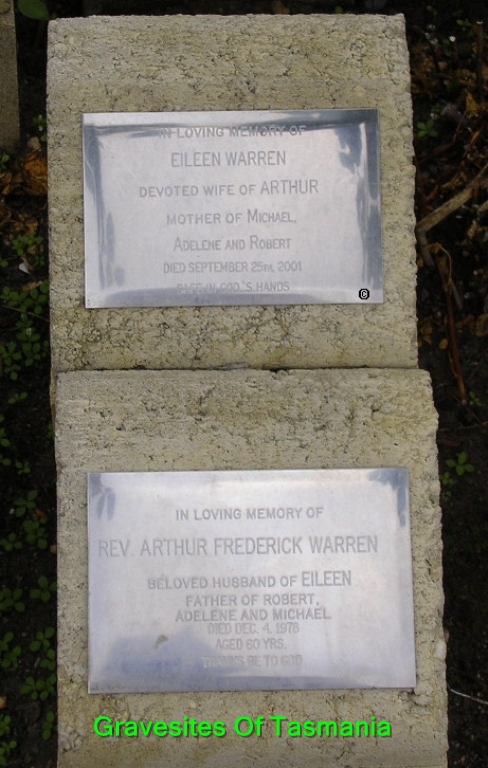 IN LOVING MEMORY OF
EILEEN WARREN
DEVOTED WIFE OF ARTHUR
MOTHER OF MICHAEL,
ADELENE AND ROBERT
DIED SEPTEMBER 25TH, 2001
SAFE IN GOD'S HANDS
©
IN LOVING MEMORY OF
REV. ARTHUR FREDERICK WARREN
BELOVED HUSBAND OF EILEEN
FATHER OF ROBERT,
ADELENE AND MICHAEL
DIED DEC. 4, 1978
AGED 60 YRS.
THANKS BE TO GOD
Gravesites Of Tasmania